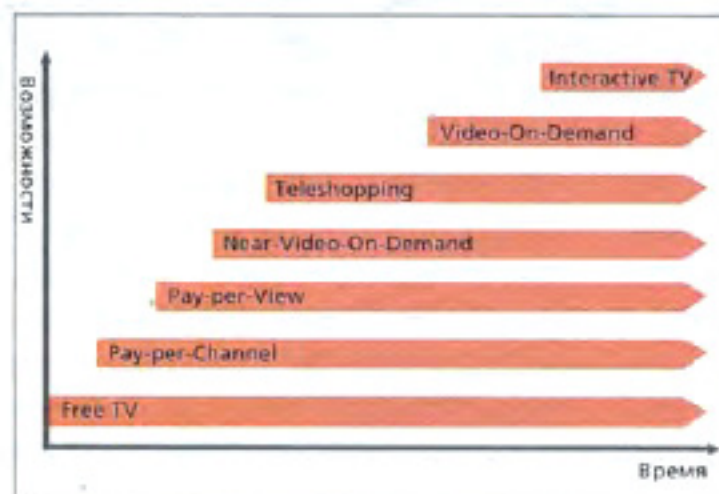 Возможности
Interactive TV
Video-On-Demand
Teleshopping
Near-Video-On-Demand
Pay-per-View
Pay-per-Channel
Free TV
Время